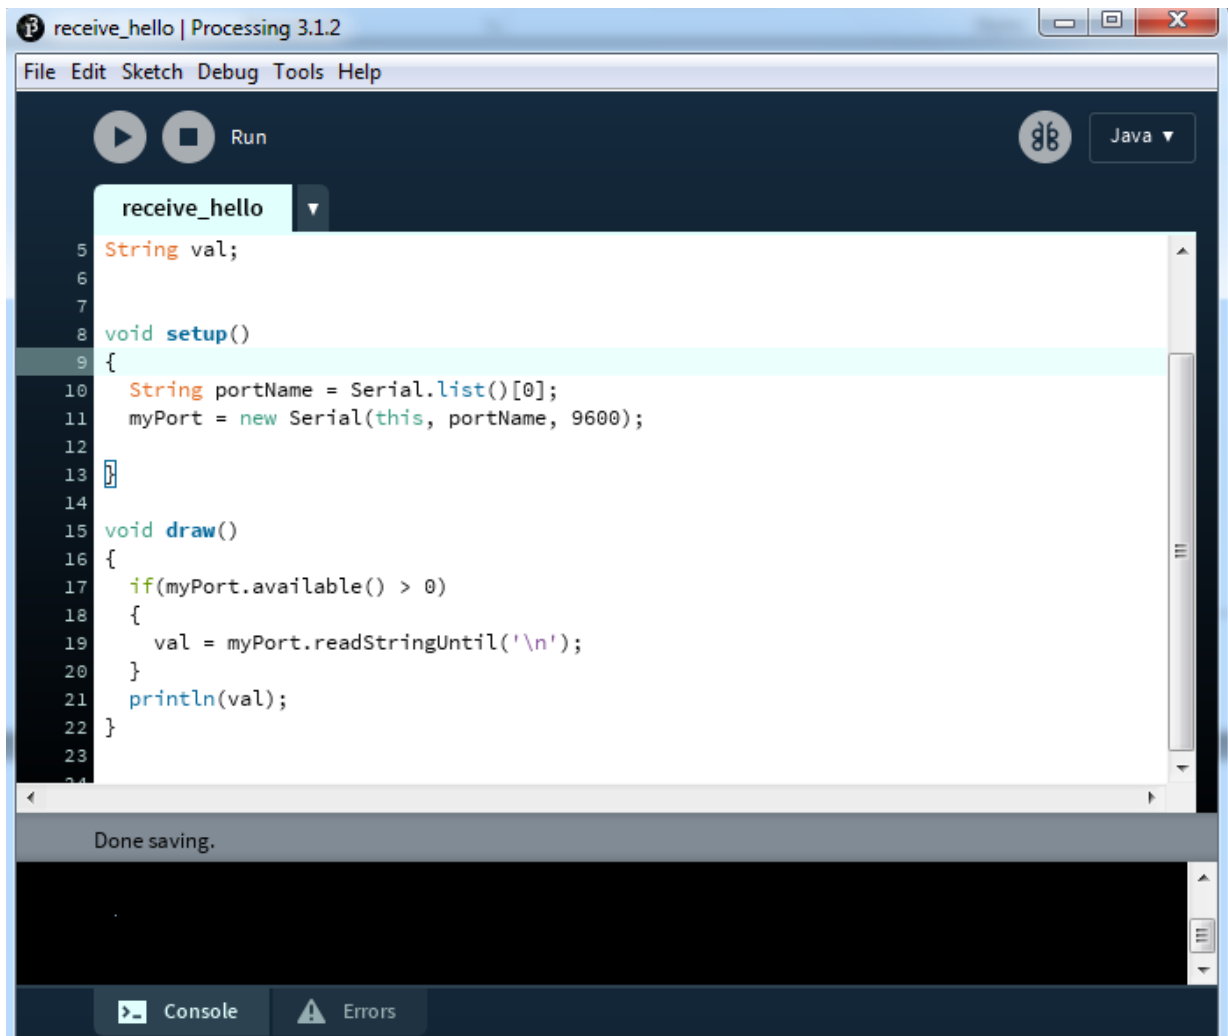 receive_hello | Processing 3.1.2
File Edit Sketch Debug Tools Help
Run
Java ▼
receive_hello ▼
5 String val;
6
7
8 void setup()
9 {
10   String portName = Serial.list()[0];
11   myPort = new Serial(this, portName, 9600);
12
13 }
14
15 void draw()
16 {
17   if(myPort.available() > 0)
18   {
19     val = myPort.readStringUntil('\n');
20   }
21   println(val);
22 }
23
Done saving.
Console
Errors